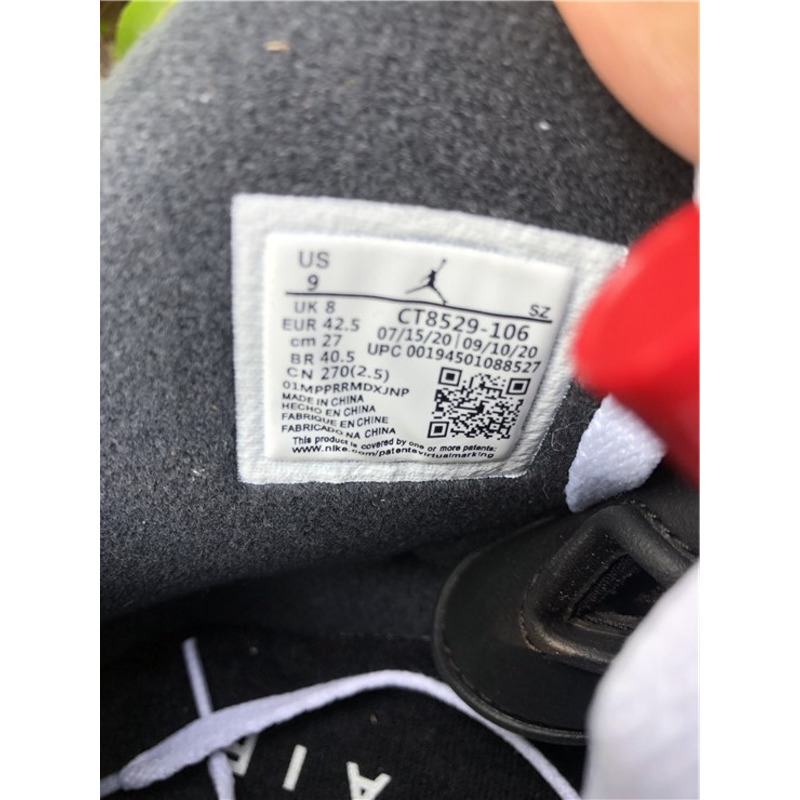 US
9
SZ
UK 8
CT8529-106
EUR 42.5
07/15/20 | 09/10/20
cm 27
UPC 00194501088527
BR 40.5
CN 270(2.5)
01MPPRRMDXJNP
MADE IN CHINA
HECHO EN CHINA
FABRIQUE EN CHINE
FABRICADO NA CHINA
This product is covered by one or more patents:
www.nike.com/patentsvirtualmarking
AIR